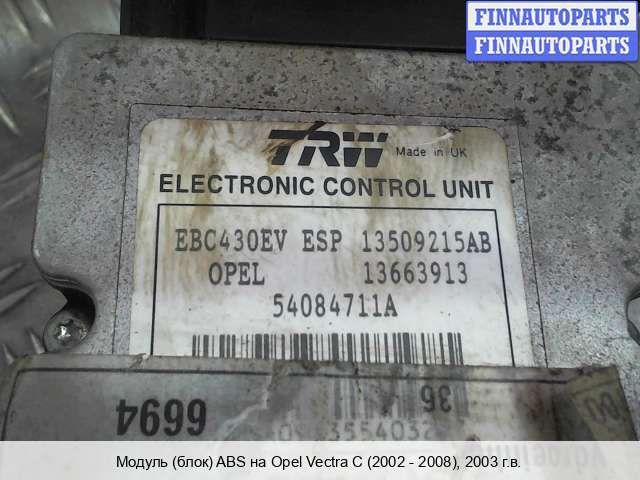 FINNAUTOPARTS
FINNAUTOPARTS
TRW Made in UK
ELECTRONIC CONTROL UNIT
EBC430EV ESP 13509215AB
OPEL 13663913
54084711A
6694
36
Модуль (блок) ABS на Opel Vectra C (2002 - 2008), 2003 г.в.